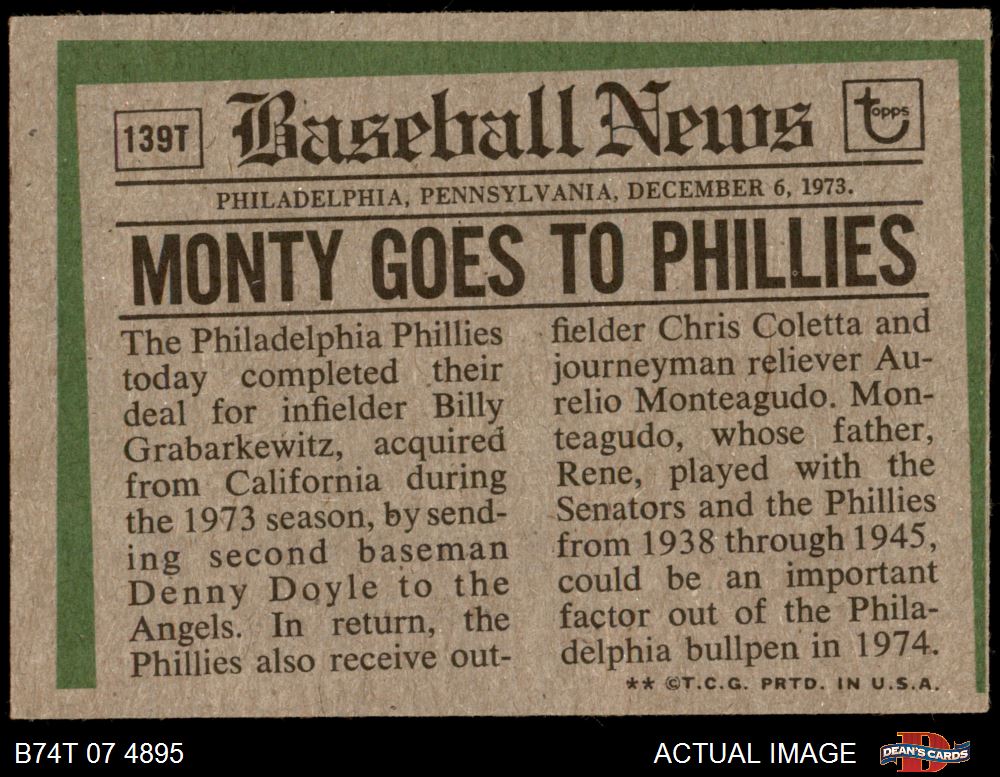 139T
Baseball News
topps
PHILADELPHIA, PENNSYLVANIA, DECEMBER 6, 1973.
MONTY GOES TO PHILLIES
The Philadelphia Phillies
today completed their
deal for infielder Billy
Grabarkewitz, acquired
from California during
the 1973 season, by send-
ing second baseman
Denny Doyle to the
Angels. In return, the
Phillies also receive out-
fielder Chris Coletta and
journeyman reliever Au-
relio Monteagudo. Mon-
teagudo, whose father,
Rene, played with the
Senators and the Phillies
from 1938 through 1945,
could be an important
factor out of the Phila-
delphia bullpen in 1974.
** ©T.C.G. PRTD. IN U.S.A.
B74T 07 4895
ACTUAL IMAGE
DEAN'S CARDS